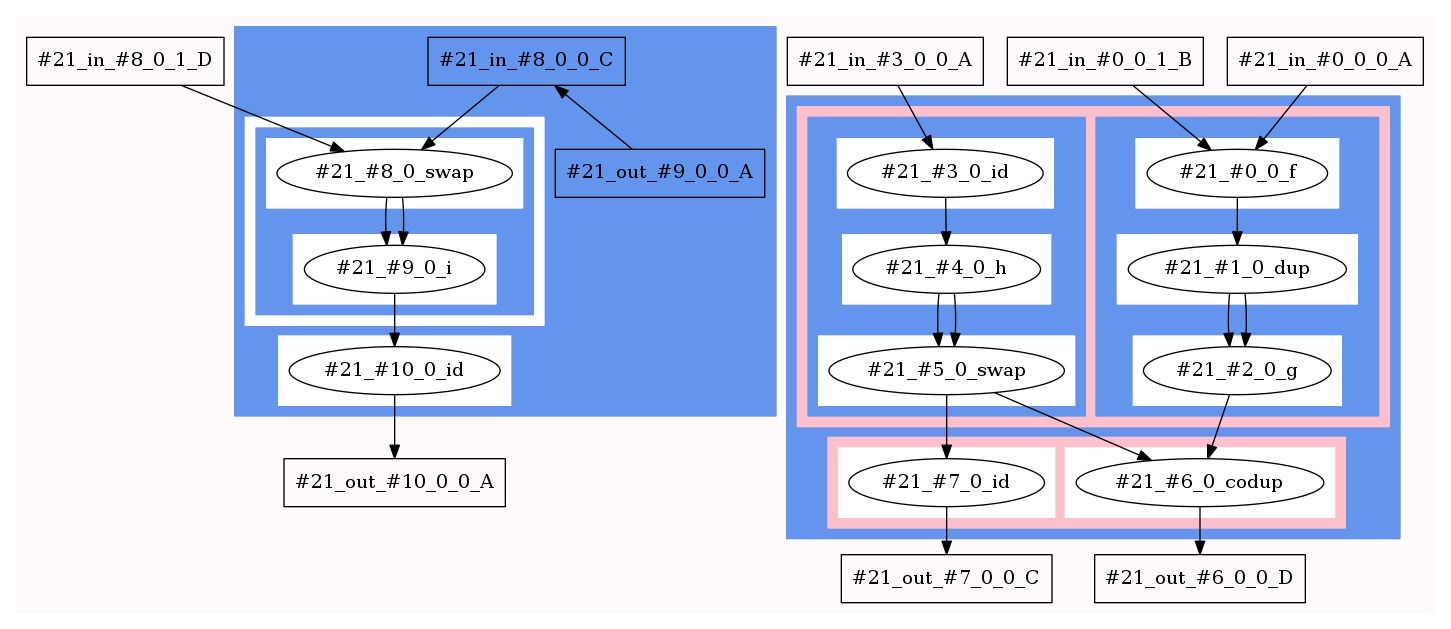 #21_in_#8_0_1_D
#21_in_#8_0_0_C
#21_in_#3_0_0_A
#21_in_#0_0_1_B
#21_in_#0_0_0_A
#21_#8_0_swap
#21_out_#9_0_0_A
#21_#3_0_id
#21_#0_0_f
#21_#9_0_i
#21_#4_0_h
#21_#1_0_dup
#21_#10_0_id
#21_#5_0_swap
#21_#2_0_g
#21_out_#10_0_0_A
#21_#7_0_id
#21_#6_0_codup
#21_out_#7_0_0_C
#21_out_#6_0_0_D